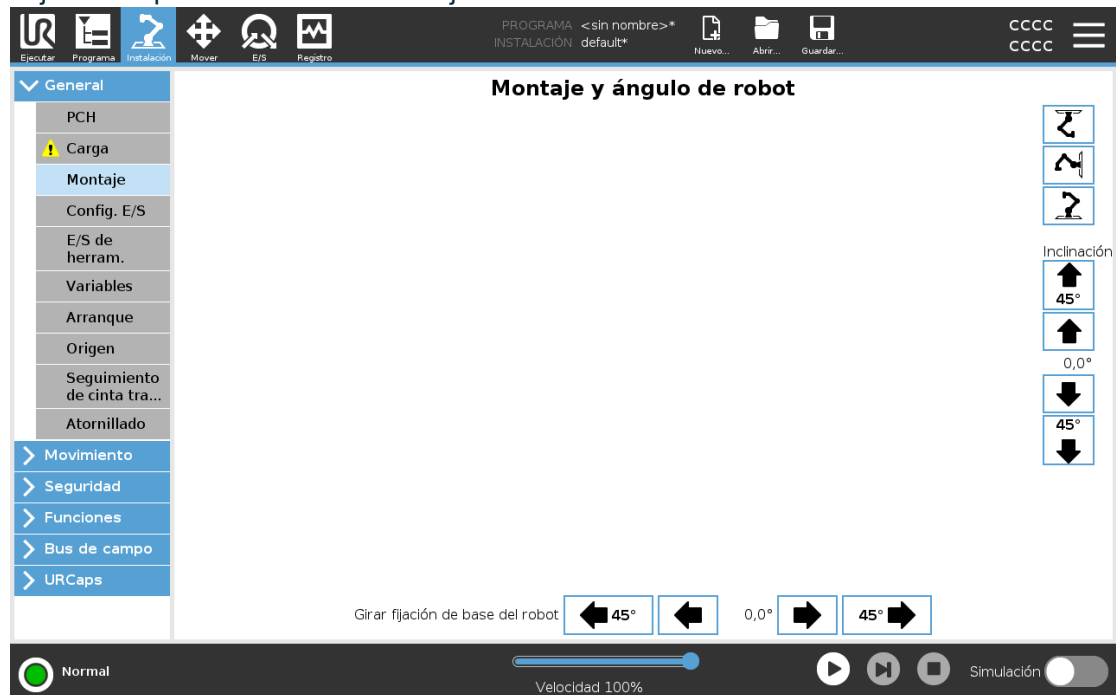 PROGRAMA <sin nombre>*
INSTALACIÓN default*
Ejecutar Programa Instalación Mover E/S Registro
Nuevo... Abrir... Guardar...
CCCC
CCCC
General
PCH
Carga
Montaje
Config. E/S
E/S de
herram.
Variables
Arranque
Origen
Seguimiento
de cinta tra...
Atornillado
Movimiento
Seguridad
Funciones
Bus de campo
URCaps
Montaje y ángulo de robot
Inclinación
45°
0,0°
45°
Girar fijación de base del robot 45° 0,0° 45°
Normal
Velocidad 100%
Simulación